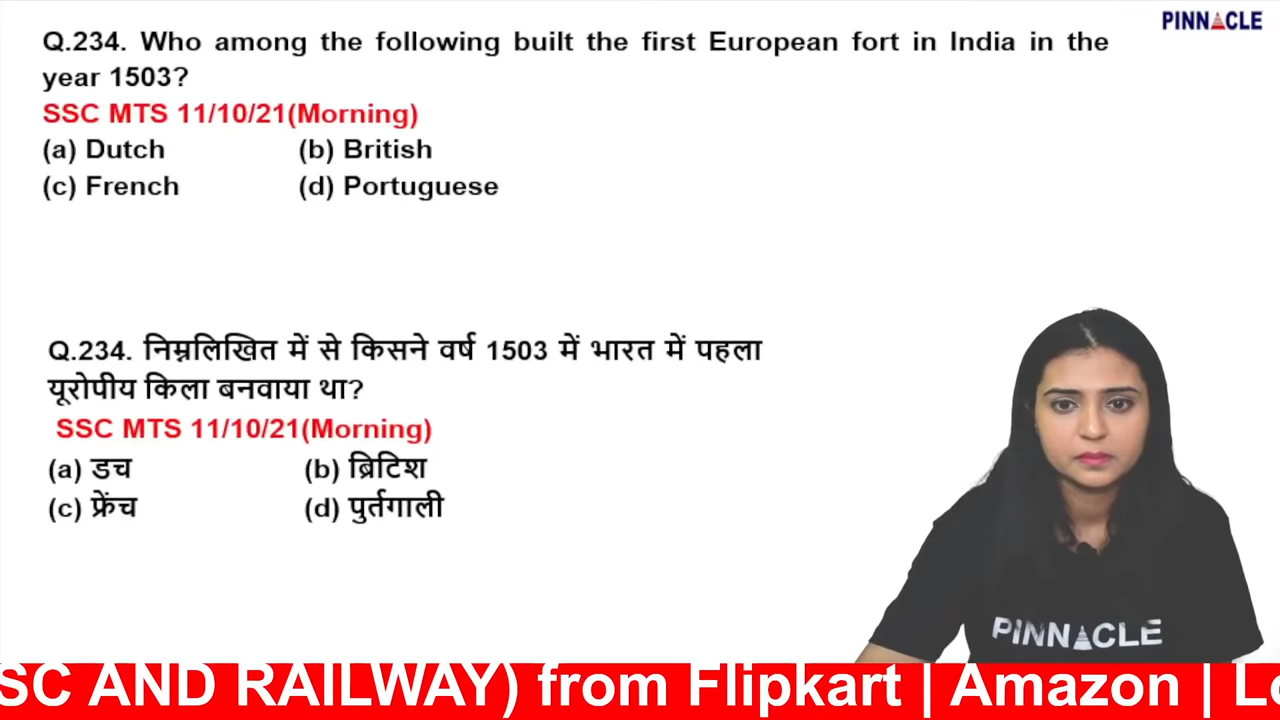 PINNACLE
Q.234. Who among the following built the first European fort in India in the
year 1503?
SSC MTS 11/10/21(Morning)
(a) Dutch (b) British
(c) French (d) Portuguese
Q.234. निम्नलिखित में से किसने वर्ष 1503 में भारत में पहला
यूरोपीय किला बनवाया था?
SSC MTS 11/10/21(Morning)
(a) डच (b) ब्रिटिश
(c) फ्रेंच (d) पुर्तगाली
PINNACLE
SC AND RAILWAY) from Flipkart | Amazon | Lo